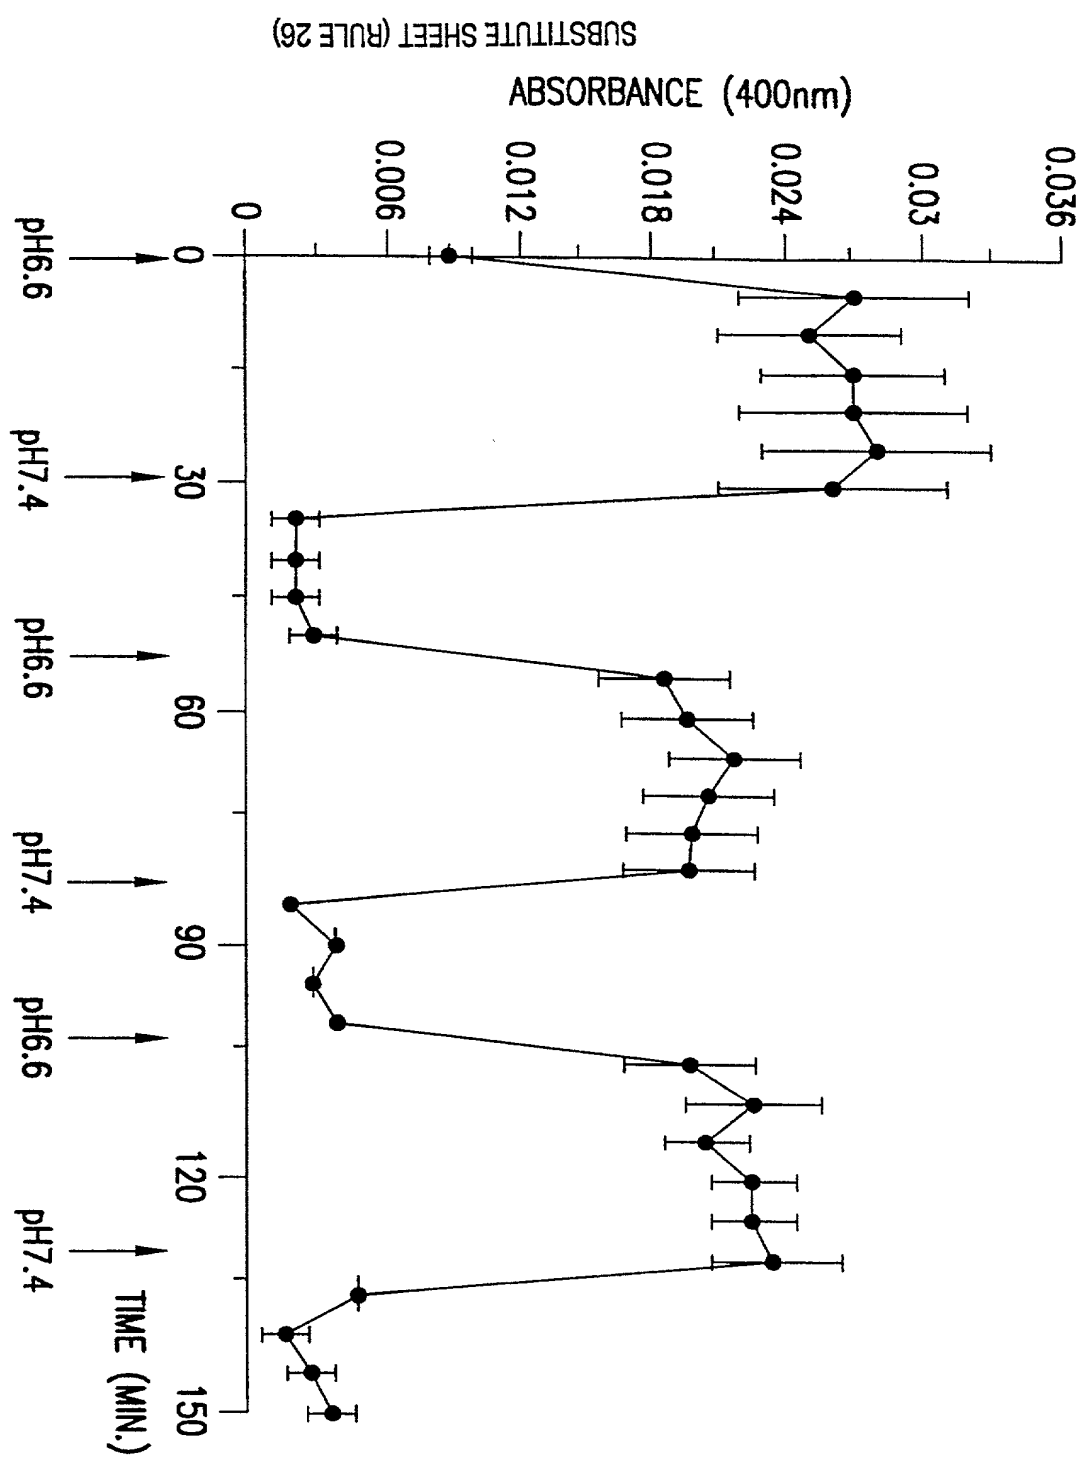 SUBSTITUTE SHEET (RULE 26)
ABSORBANCE (400nm)
0.036
0.03
0.024
0.018
0.012
0.006
0
0 30 60 90 120 150
pH6.6 pH7.4 pH6.6 pH7.4 pH6.6 pH7.4
TIME (MIN.)